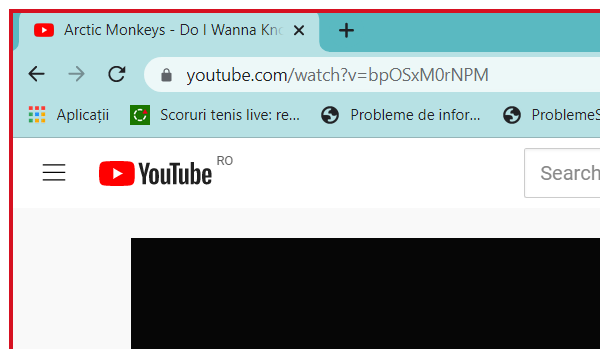 Arctic Monkeys - Do I Wanna Kno
youtube.com/watch?v=bpOSxM0rNPM
Aplicații Scoruri tenis live: re... Probleme de infor... ProblemeS
YouTube RO Search